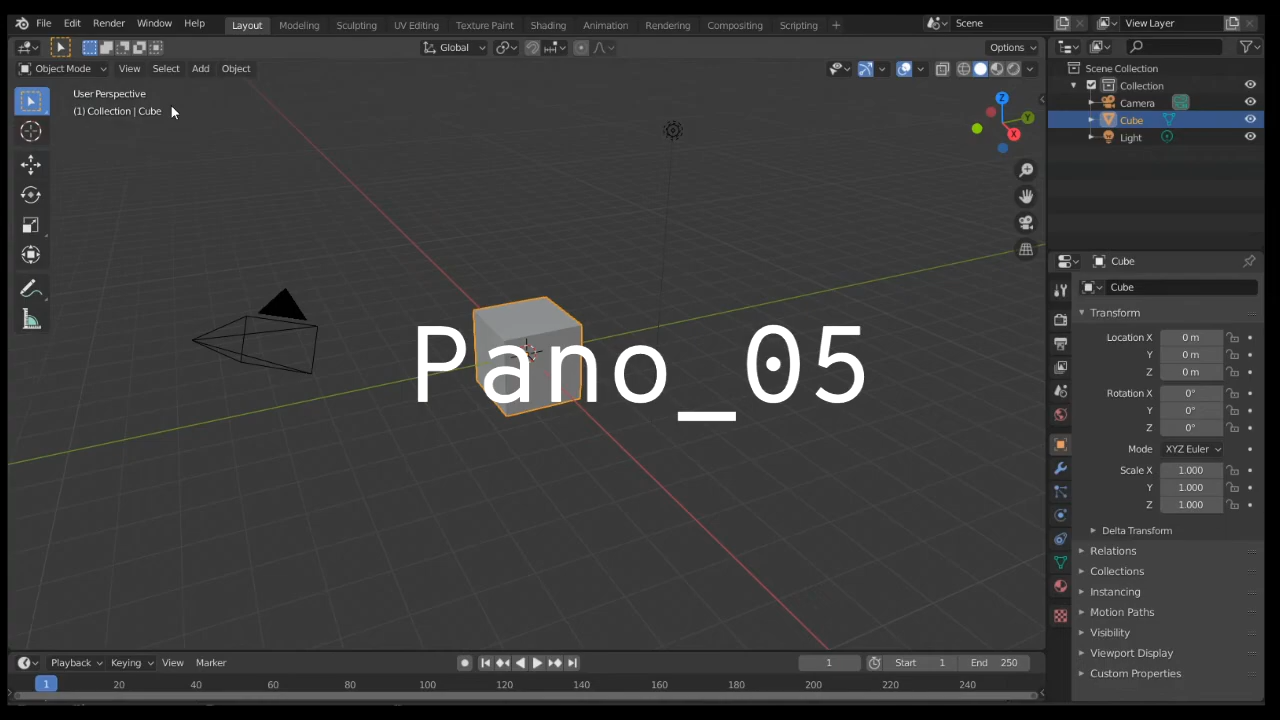 File Edit Render Window Help Layout Modeling Sculpting UV Editing Texture Paint Shading Animation Rendering Compositing Scripting + Scene View Layer
Global Options
Object Mode View Select Add Object
User Perspective
(1) Collection | Cube
Z
Y
X
Scene Collection
Collection
Camera
Cube
Light
Pano_05
Cube
Cube
Transform
Location X 0 m
Y 0 m
Z 0 m
Rotation X 0°
Y 0°
Z 0°
Mode XYZ Euler
Scale X 1.000
Y 1.000
Z 1.000
Delta Transform
Relations
Collections
Instancing
Motion Paths
Visibility
Viewport Display
Custom Properties
Playback Keying View Marker 1 Start 1 End 250
1 20 40 60 80 100 120 140 160 180 200 220 240